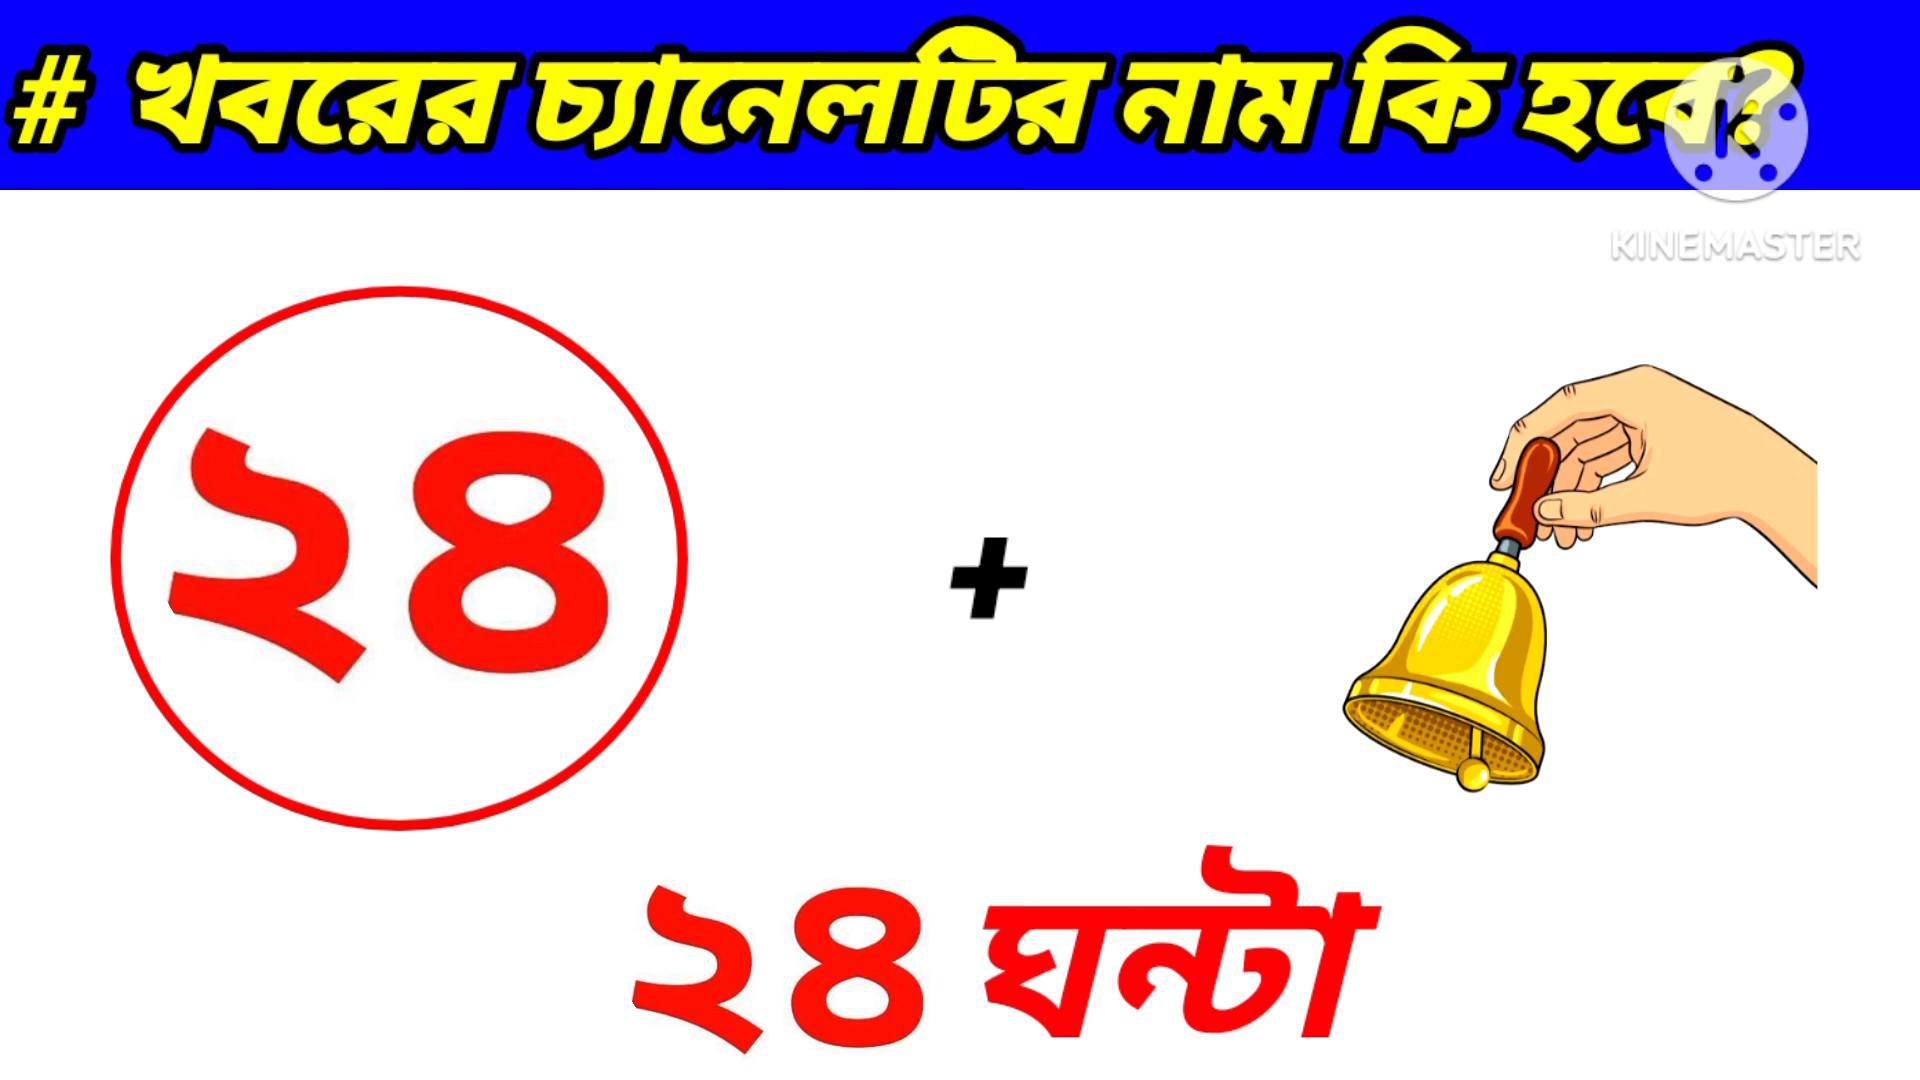 # খবরের চ্যানেলটির নাম কি হবে?
KINEMASTER
২৪
+
২৪ ঘন্টা